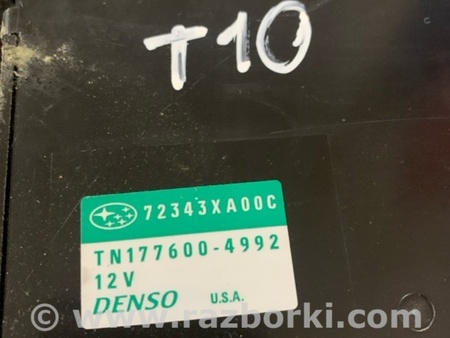 T10
72343XA00C
TN177600-4992
12V
DENSO U.S.A.
www.razborki.com